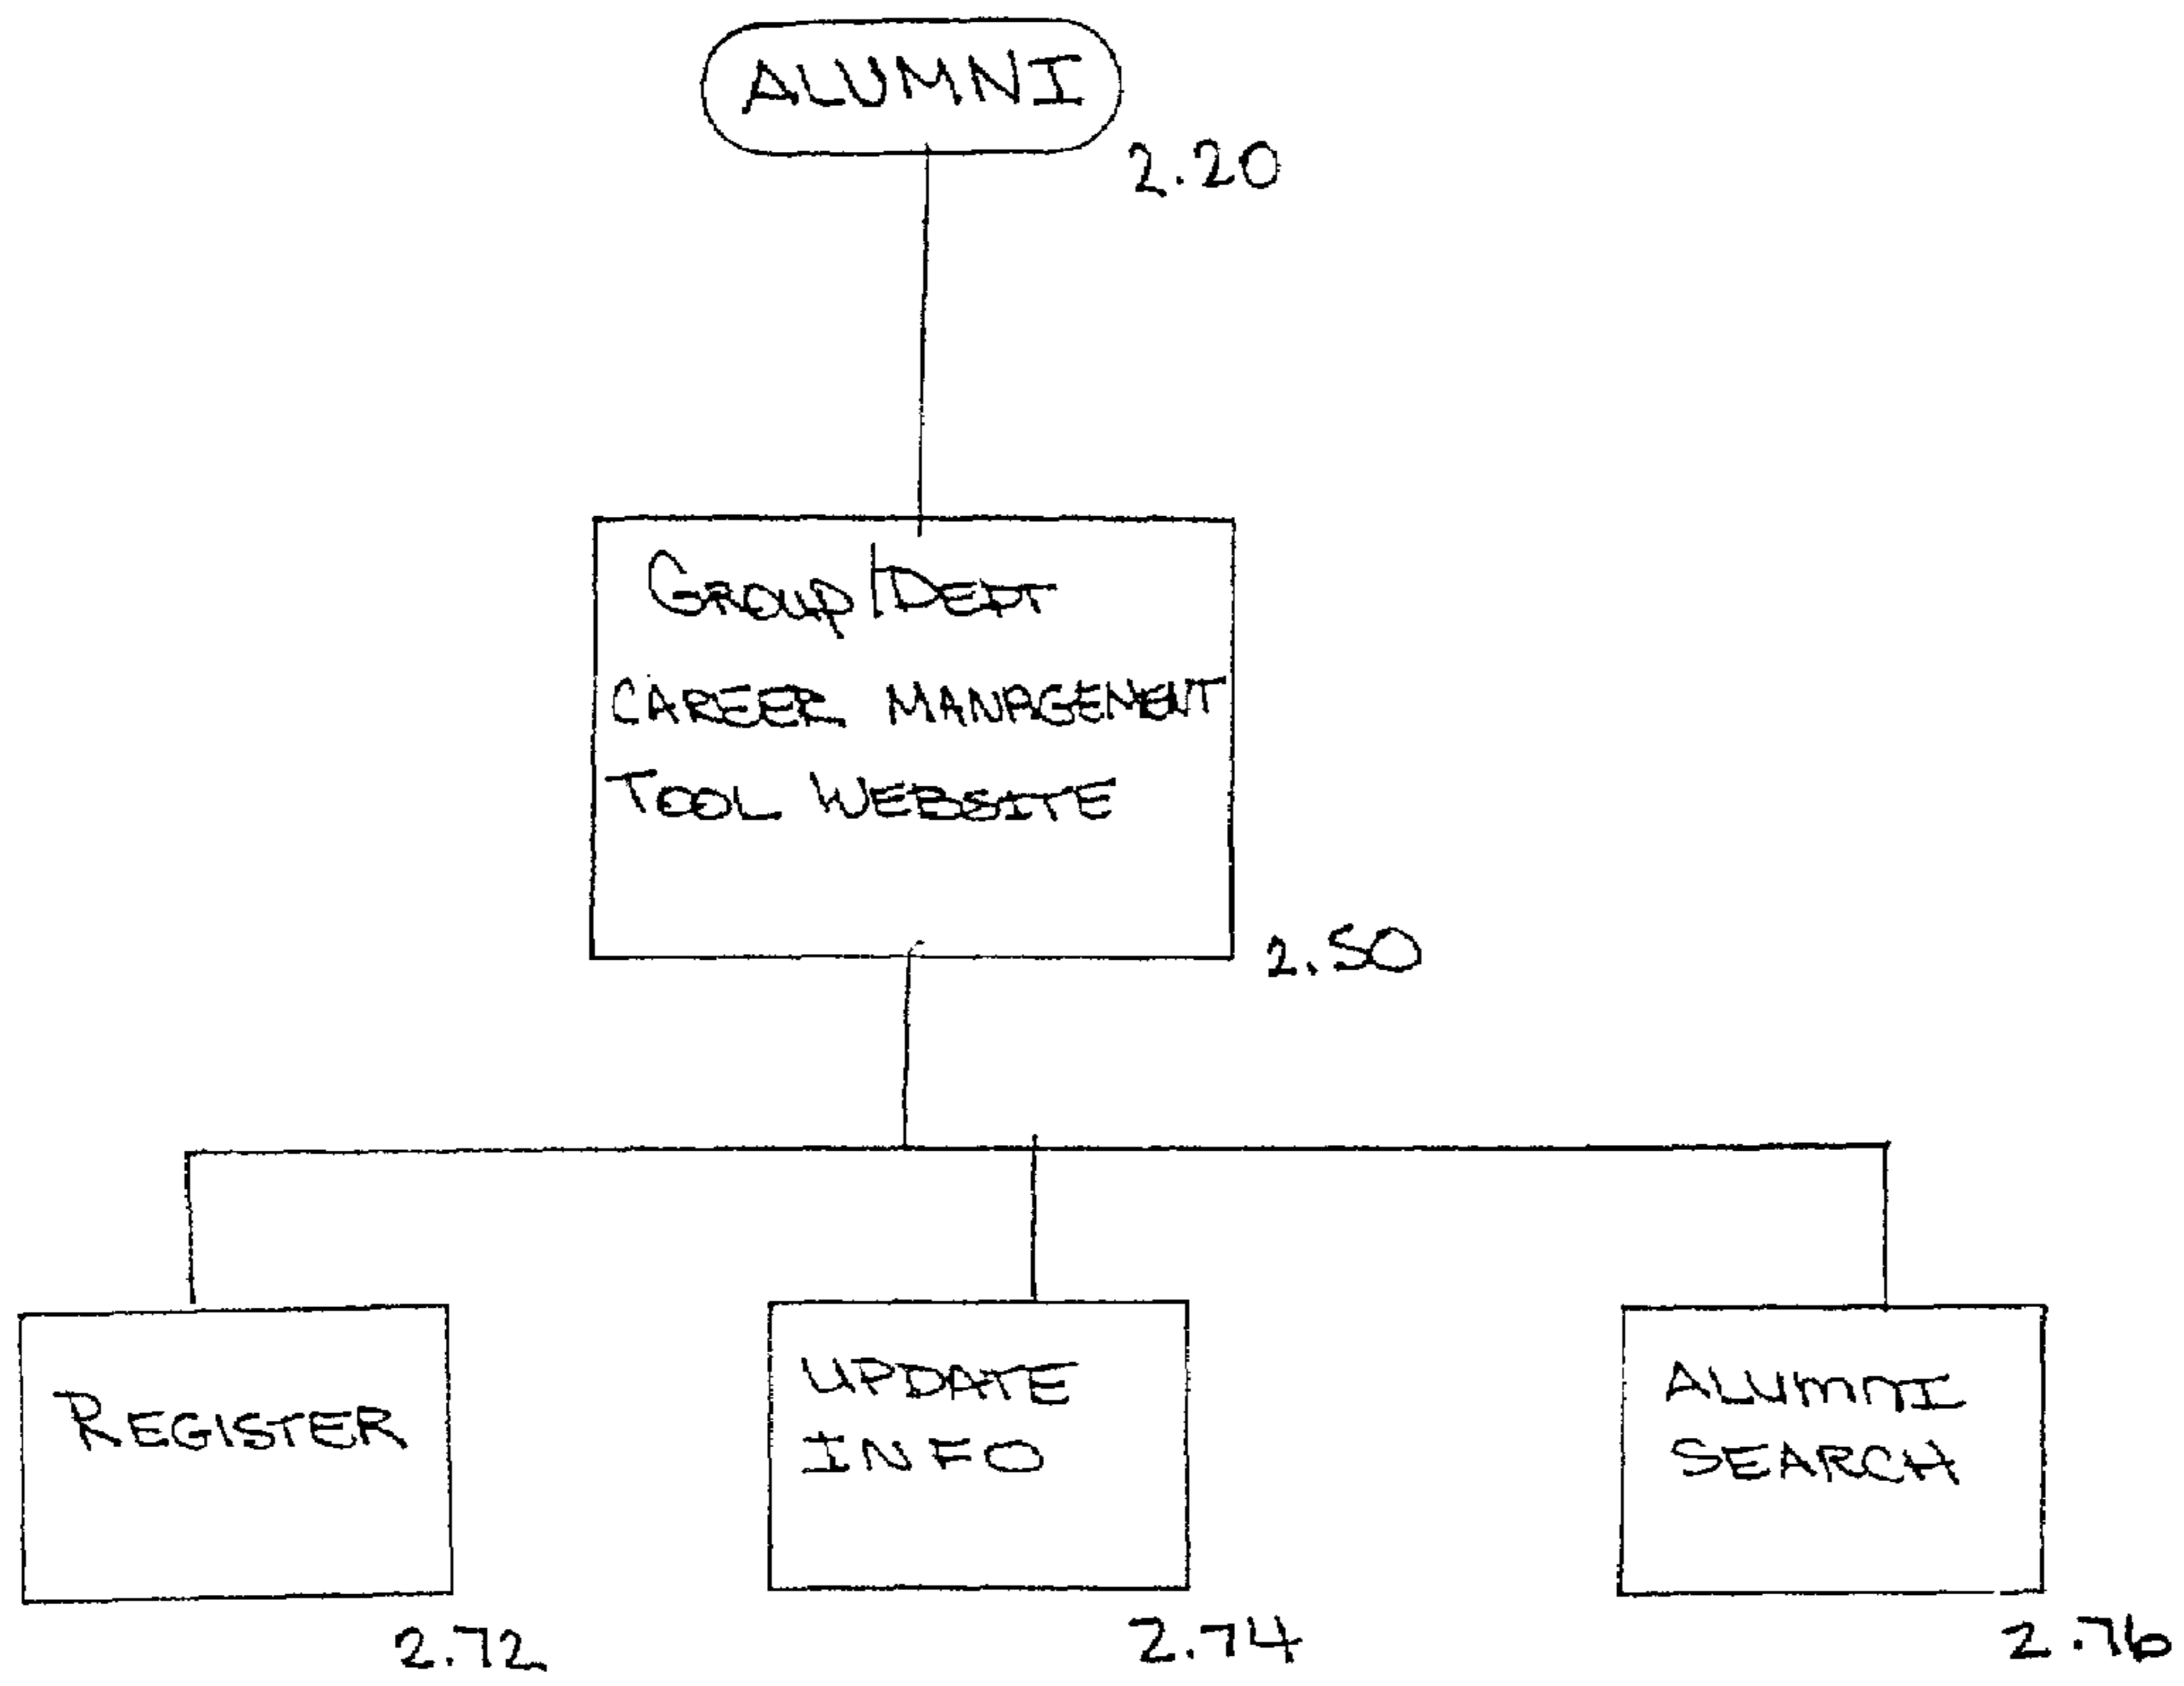 ALUMNI
2.20
GROUP/DEPT
CAREER MANAGEMENT
TOOL WEBSITE
2.50
REGISTER
2.72
UPDATE
INFO
2.74
ALUMNI
SEARCH
2.76